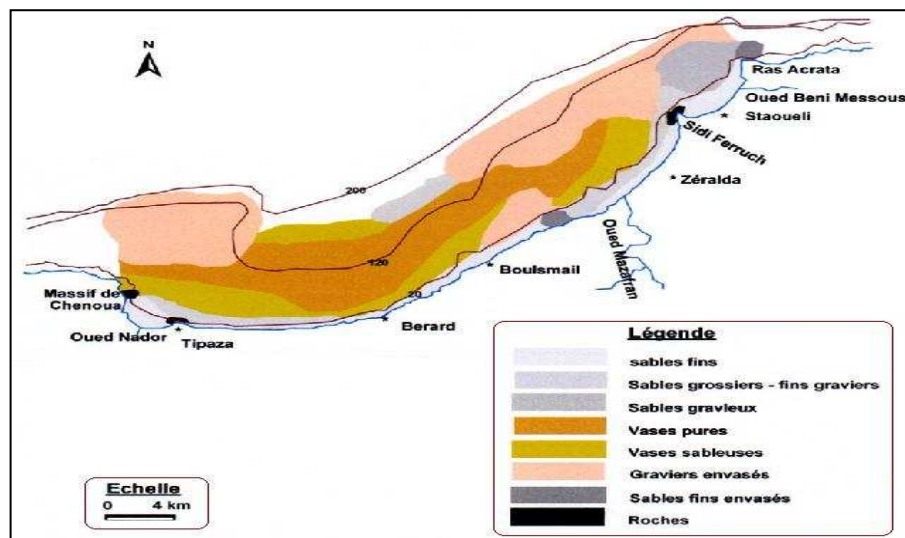 N
Ras Acrata
Oued Beni Messous
Staoueli
Sidi Ferruch
Zéralda
200
Oued Mazafran
120
Boulsmail
20
Massif de
Chenoua
Berard
Oued Nador
Tipaza
Légende
sables fins
Sables grossiers - fins graviers
Sables gravleux
Vases pures
Vases sableuses
Graviers envasés
Sables fins envasés
Roches
Echelle
0 4 km